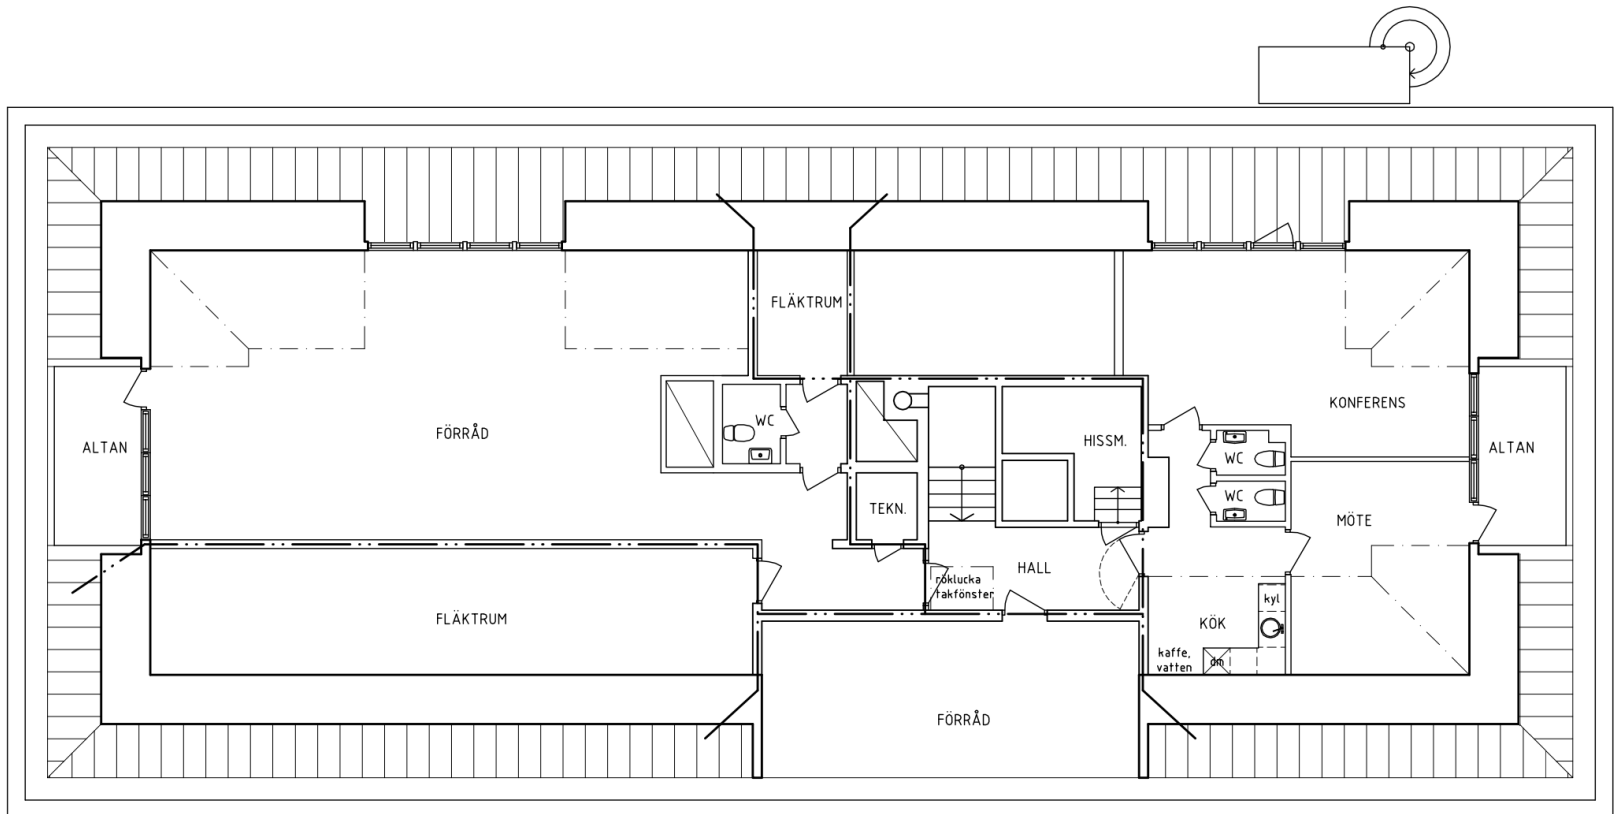 FLÄKTRUM
KONFERENS
WC
FÖRRÅD
HISSM.
ALTAN
ALTAN
WC
WC
TEKN.
MÖTE
HALL
röklucka
takfönster
kyl
FLÄKTRUM
KÖK
kaffe,
vatten
dm
FÖRRÅD